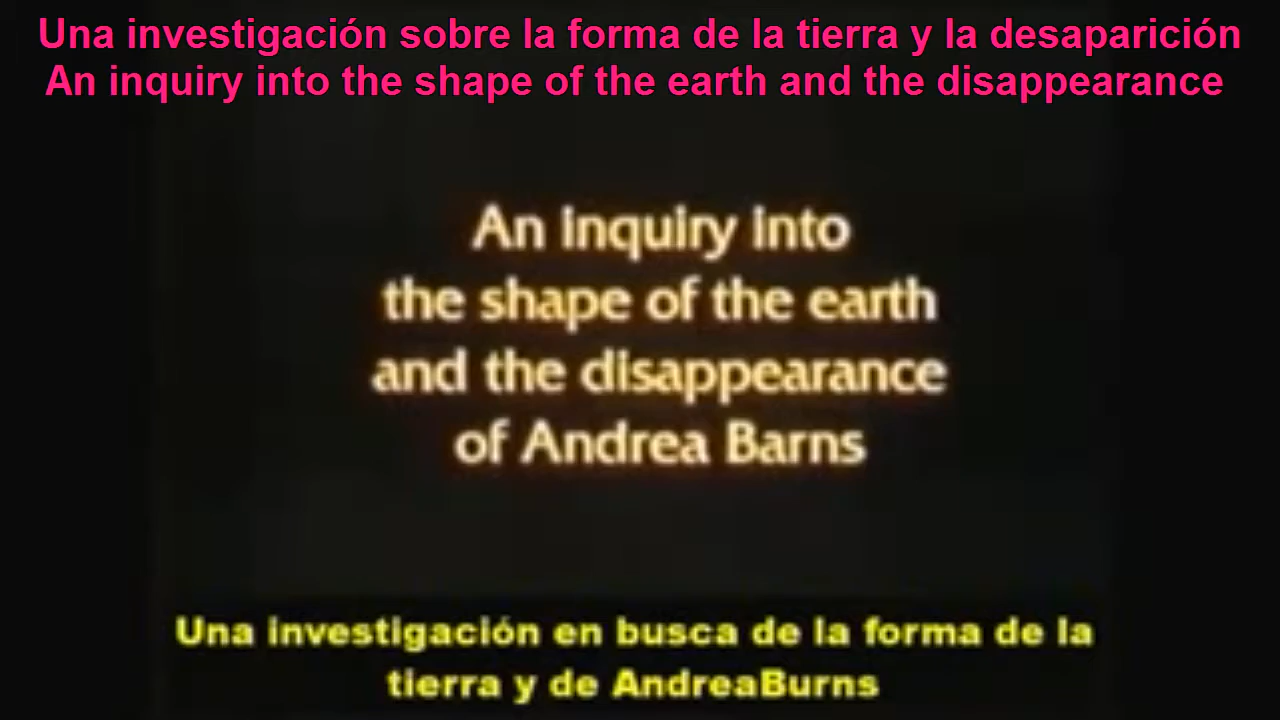 Una investigación sobre la forma de la tierra y la desaparición
An inquiry into the shape of the earth and the disappearance
An inquiry into
the shape of the earth
and the disappearance
of Andrea Barns
Una investigación en busca de la forma de la
tierra y de AndreaBurns